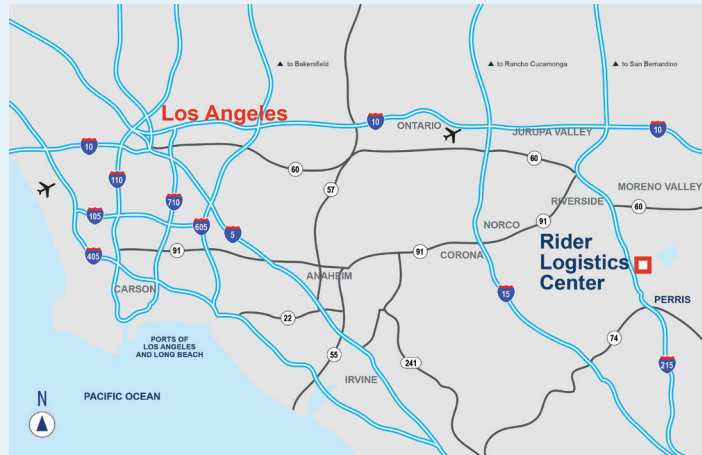 ▲ to Bakersfield
▲ to Rancho Cucamonga
▲ to San Bernardino
Los Angeles
10
ONTARIO
JURUPA VALLEY
10
10
60
60
110
57
MORENO VALLEY
710
RIVERSIDE
60
105
605
5
NORCO
91
405
91
91
CORONA
Rider
Logistics
Center
ANAHEIM
CARSON
15
PERRIS
22
PORTS OF
LOS ANGELES
AND LONG BEACH
74
55
241
215
IRVINE
PACIFIC OCEAN
N